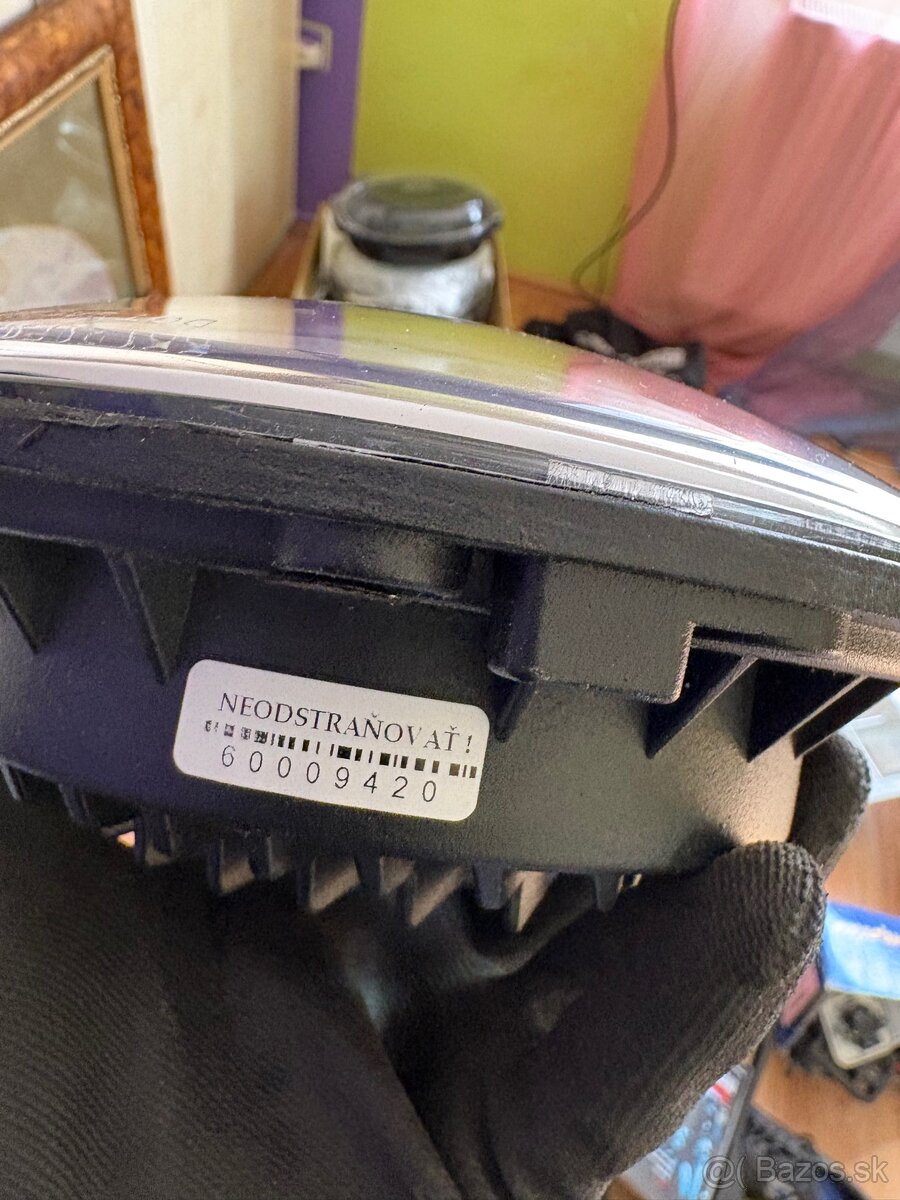 NEODSTRAŇOVAŤ!
60009420
@( Bazos.sk